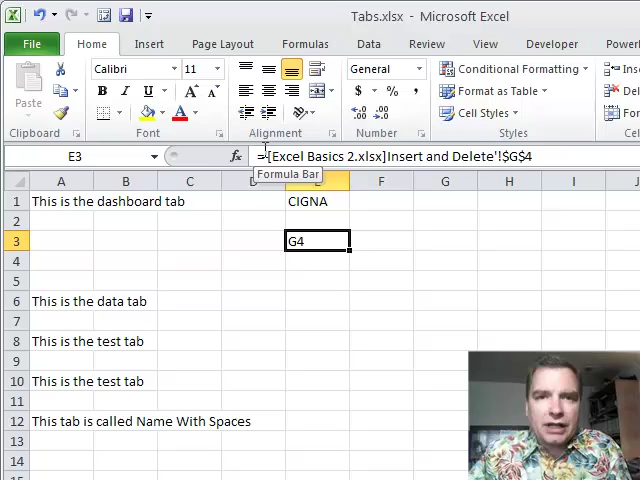 Tabs.xlsx - Microsoft Excel
File Home Insert Page Layout Formulas Data Review View Developer
Calibri 11 General Conditional Formatting
Paste B I U A $ % , Format as Table
Cell Styles
Clipboard Font Alignment Number Styles
E3 fx ='[Excel Basics 2.xlsx]Insert and Delete'!$G$4
Formula Bar
A B C D E F G H I J
1 This is the dashboard tab CIGNA
2
3 G4
4
5
6 This is the data tab
7
8 This is the test tab
9
10 This is the test tab
11
12 This tab is called Name With Spaces
13
14